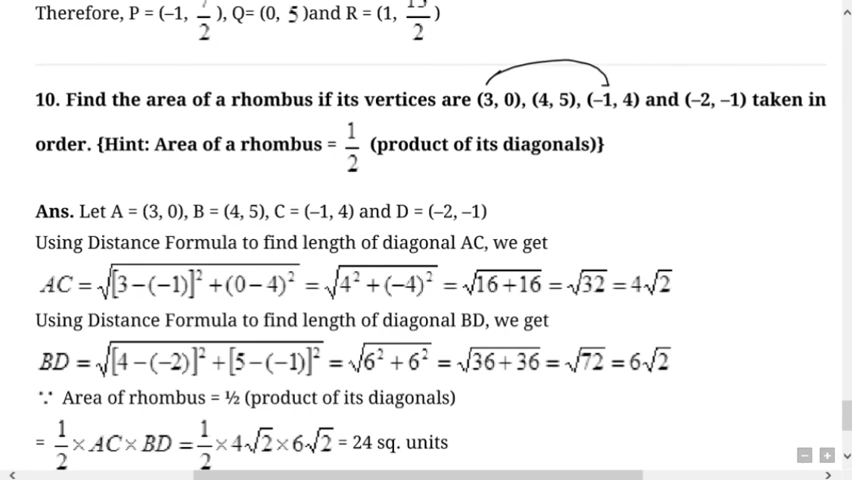 Therefore, P = (–1, 7/2), Q= (0, 5 )and R = (1, /2)
10. Find the area of a rhombus if its vertices are (3, 0), (4, 5), (–1, 4) and (–2, –1) taken in
order. {Hint: Area of a rhombus = 1/2 (product of its diagonals)}
Ans. Let A = (3, 0), B = (4, 5), C = (–1, 4) and D = (–2, –1)
Using Distance Formula to find length of diagonal AC, we get
AC = √([3–(–1)]² + (0–4)²) = √(4² + (–4)²) = √(16+16) = √32 = 4√2
Using Distance Formula to find length of diagonal BD, we get
BD = √([4–(–2)]² + [5–(–1)]²) = √(6² + 6²) = √(36+36) = √72 = 6√2
∵ Area of rhombus = ½ (product of its diagonals)
= 1/2 × AC × BD = 1/2 × 4√2 × 6√2 = 24 sq. units